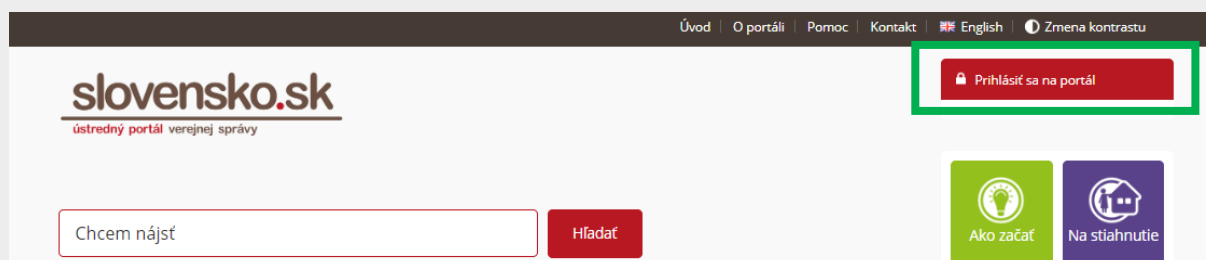 Úvod | O portáli | Pomoc | Kontakt | English | Zmena kontrastu
Prihlásiť sa na portál
slovensko.sk
ústredný portál verejnej správy
Chcem nájsť
Hľadať
Ako začať
Na stiahnutie